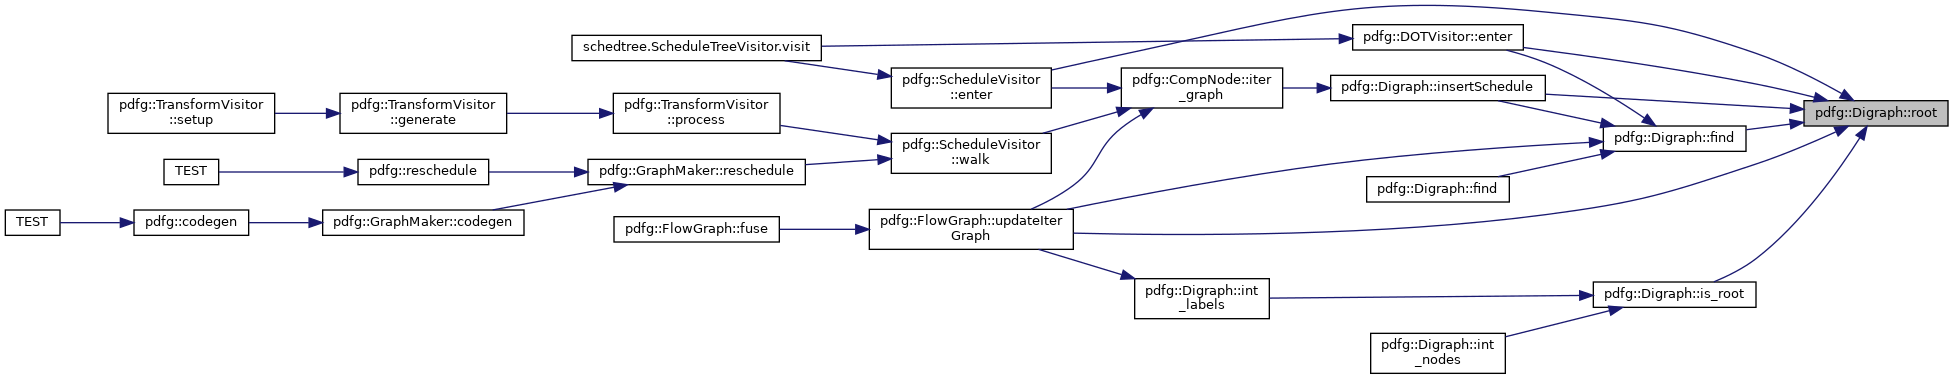 pdfg::DOTVisitor::enter
schedtree.ScheduleTreeVisitor.visit
pdfg::ScheduleVisitor
::enter
pdfg::CompNode::iter
_graph
pdfg::Digraph::insertSchedule
pdfg::TransformVisitor
::setup
pdfg::TransformVisitor
::generate
pdfg::TransformVisitor
::process
pdfg::Digraph::root
pdfg::Digraph::find
pdfg::ScheduleVisitor
::walk
TEST
pdfg::reschedule
pdfg::GraphMaker::reschedule
pdfg::Digraph::find
TEST
pdfg::codegen
pdfg::GraphMaker::codegen
pdfg::FlowGraph::fuse
pdfg::FlowGraph::updateIter
Graph
pdfg::Digraph::int
_labels
pdfg::Digraph::is_root
pdfg::Digraph::int
_nodes